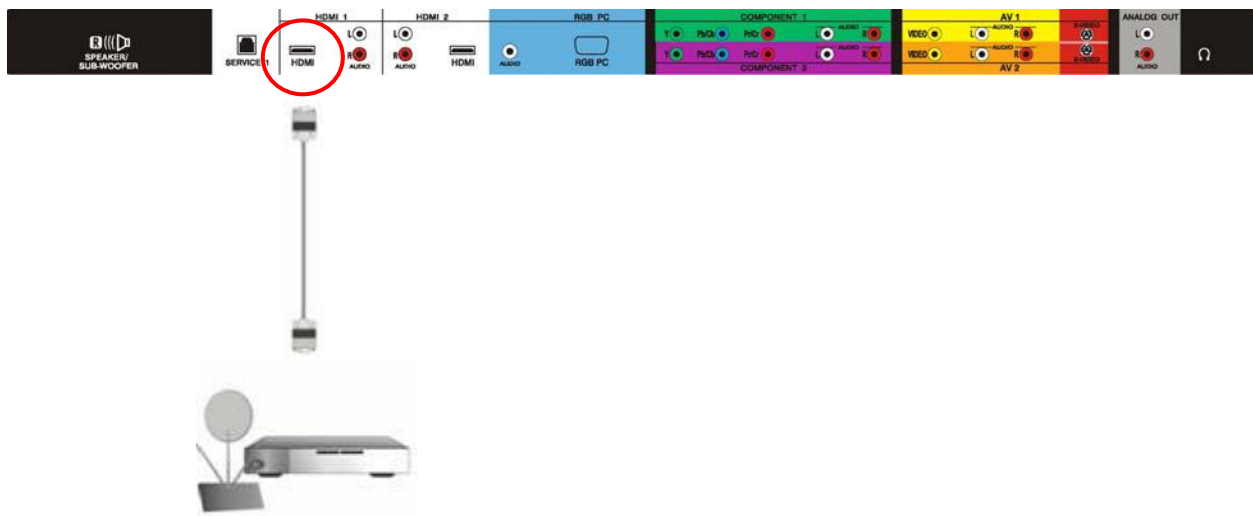 R
SPEAKER/
SUB-WOOFER
SERVICE 1
HDMI 1
HDMI
L
R
AUDIO
HDMI 2
L
R
AUDIO
HDMI
RGB PC
AUDIO
RGB PC
COMPONENT 1
Y Pb/Cb Pr/Cr L AUDIO R
Y Pb/Cb Pr/Cr L AUDIO R
COMPONENT 2
AV 1
VIDEO L AUDIO R
VIDEO L AUDIO R
AV 2
S-VIDEO
S-VIDEO
ANALOG OUT
L
R
AUDIO